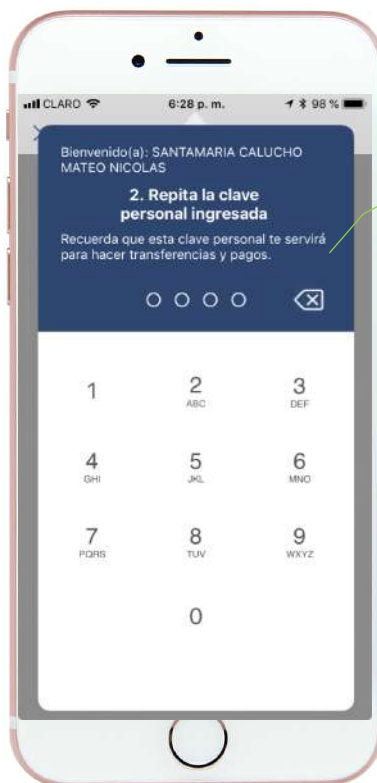 CLARO 6:28 p. m. 98 %
Bienvenido(a): SANTAMARIA CALUCHO
MATEO NICOLAS
2. Repita la clave
personal ingresada
Recuerda que esta clave personal te servirá
para hacer transferencias y pagos.
1 2 3
ABC DEF
4 5 6
GHI JKL MNO
7 8 9
PQRS TUV WXYZ
0